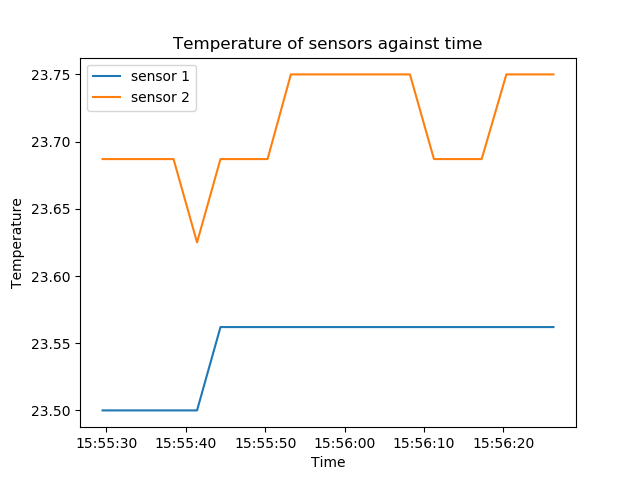 Temperature of sensors against time
sensor 1
sensor 2
23.75
23.70
23.65
23.60
23.55
23.50
Temperature
15:55:30 15:55:40 15:55:50 15:56:00 15:56:10 15:56:20
Time